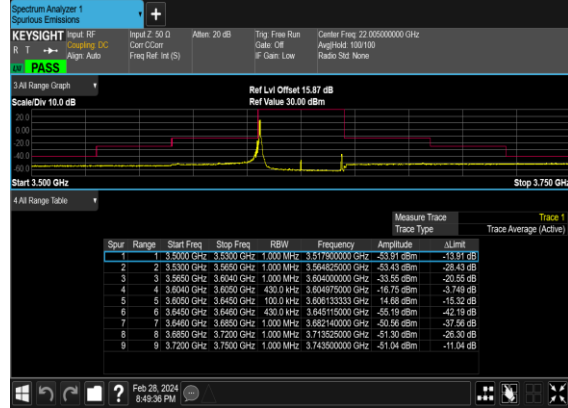 Spectrum Analyzer 1
Spurious Emissions
+
KEYSIGHT Input: RF Input Z: 50 Ω Atten: 20 dB Trig: Free Run Center Freq: 22.005000000 GHz
R T Coupling: DC Corr CCorr Gate: Off Avg|Hold: 100/100
Align: Auto Freq Ref: Int (S) IF Gain: Low Radio Std: None
LW PASS
3 All Range Graph
Ref Lvl Offset 15.87 dB
Scale/Div 10.0 dB Ref Value 30.00 dBm
20.0
0.00
-20.0
-40.0
-60.0
Start 3.500 GHz Stop 3.750 GHz
4 All Range Table
Measure Trace Trace 1
Trace Type Trace Average (Active)
Spur Range Start Freq Stop Freq RBW Frequency Amplitude ΔLimit
1 1 3.5000 GHz 3.5300 GHz 1.000 MHz 3.517900000 GHz -53.91 dBm -13.91 dB
2 2 3.5300 GHz 3.5650 GHz 1.000 MHz 3.564825000 GHz -53.43 dBm -28.43 dB
3 3 3.5650 GHz 3.6040 GHz 1.000 MHz 3.604000000 GHz -33.55 dBm -20.55 dB
4 4 3.6040 GHz 3.6050 GHz 430.0 kHz 3.604975000 GHz -16.75 dBm -3.749 dB
5 5 3.6050 GHz 3.6450 GHz 100.0 kHz 3.606133333 GHz 14.68 dBm -15.32 dB
6 6 3.6450 GHz 3.6460 GHz 430.0 kHz 3.645115000 GHz -55.19 dBm -42.19 dB
7 7 3.6460 GHz 3.6850 GHz 1.000 MHz 3.682140000 GHz -50.56 dBm -37.56 dB
8 8 3.6850 GHz 3.7200 GHz 1.000 MHz 3.713525000 GHz -51.30 dBm -26.30 dB
9 9 3.7200 GHz 3.7500 GHz 1.000 MHz 3.743500000 GHz -51.04 dBm -11.04 dB
? Feb 28, 2024
8:49:36 PM